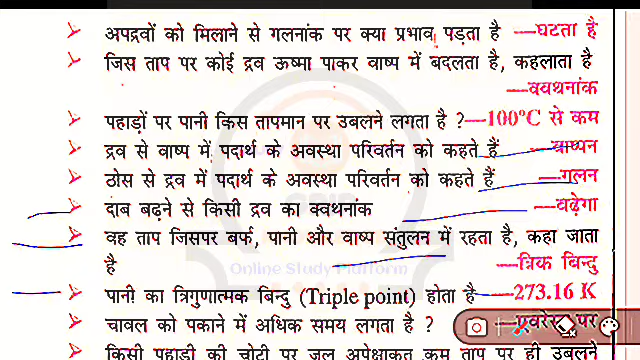 अपद्रवों को मिलाने से गलनांक पर क्या प्रभाव पड़ता है —घटता है
जिस ताप पर कोई द्रव ऊष्मा पाकर वाष्प में बदलता है, कहलाता है
—क्वथनांक
पहाड़ों पर पानी किस तापमान पर उबलने लगता है ?—100°C से कम
द्रव से वाष्प में पदार्थ के अवस्था परिवर्तन को कहते हैं —वाष्पन
ठोस से द्रव में पदार्थ के अवस्था परिवर्तन को कहते हैं —गलन
दाब बढ़ने से किसी द्रव का क्वथनांक —बढ़ेगा
वह ताप जिसपर बर्फ, पानी और वाष्प संतुलन में रहता है, कहा जाता
है —त्रिक बिन्दु
Online Study Platform
पानी का त्रिगुणात्मक बिन्दु (Triple point) होता है —273.16 K
चावल को पकाने में अधिक समय लगता है ? पर
किसी पहाड़ी की चोटी पर जल अपेक्षाकृत कम ताप पर ही उबलने